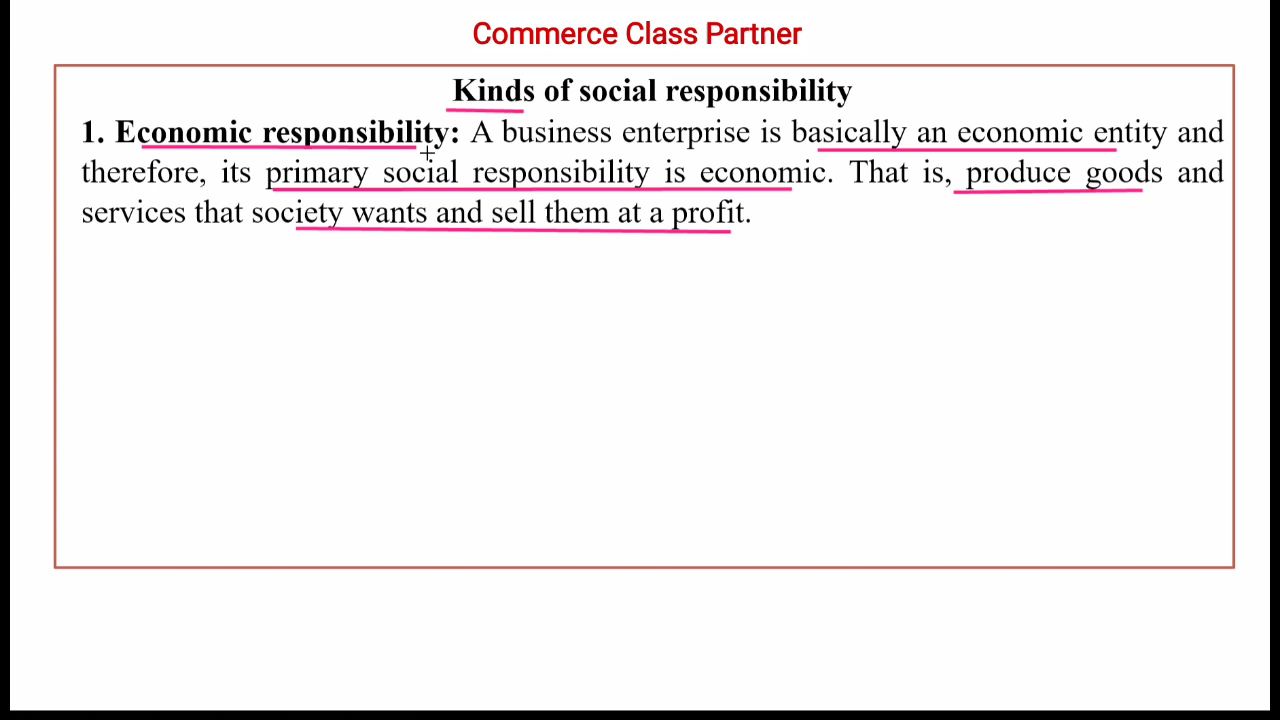 Commerce Class Partner
Kinds of social responsibility
1. Economic responsibility: A business enterprise is basically an economic entity and
therefore, its primary social responsibility is economic. That is, produce goods and
services that society wants and sell them at a profit.